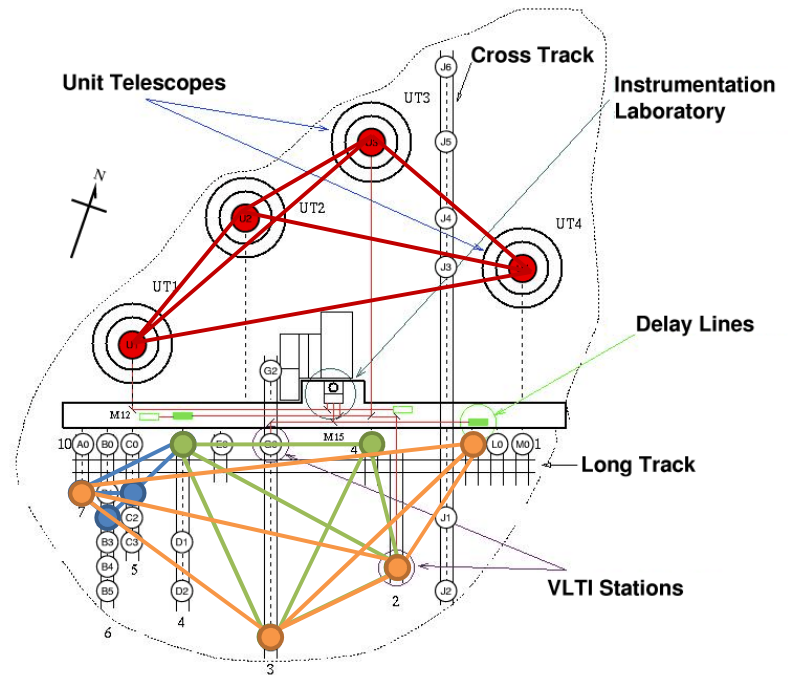 Cross Track
J6
Unit Telescopes
Instrumentation
Laboratory
UT3
U3
J5
N
UT2
U2
J4
UT4
J3
UT1
U1
G2
Delay Lines
M12
M15
10
A0
B0
C0
4
L0
M0
1
Long Track
7
C2
J1
B3
C3
D1
B4
5
B5
D2
2
J2
VLTI Stations
6
4
3